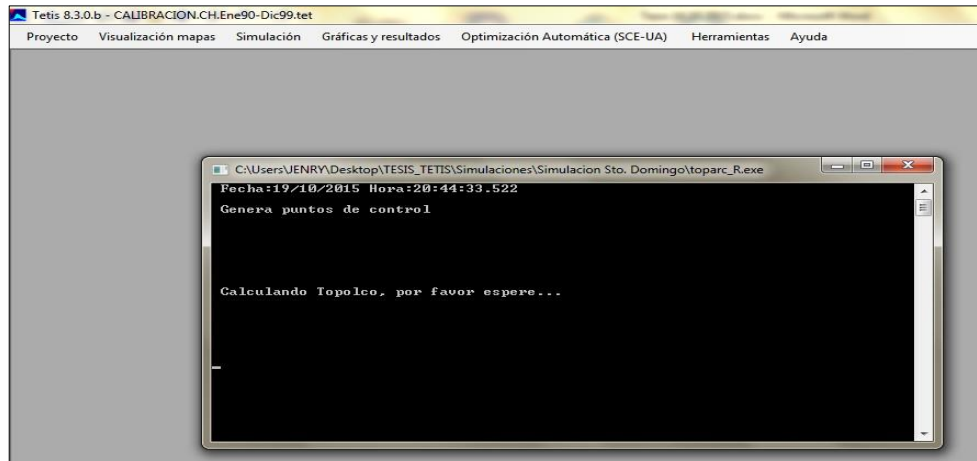 Tetis 8.3.0.b - CALIBRACION.CH.Ene90-Dic99.tet
Proyecto Visualización mapas Simulación Gráficas y resultados Optimización Automática (SCE-UA) Herramientas Ayuda
C:\Users\JENRY\Desktop\TESIS_TETIS\Simulaciones\Simulacion Sto. Domingo\toparc_R.exe
Fecha:19/10/2015 Hora:20:44:33.522
Genera puntos de control
Calculando Topolco, por favor espere...